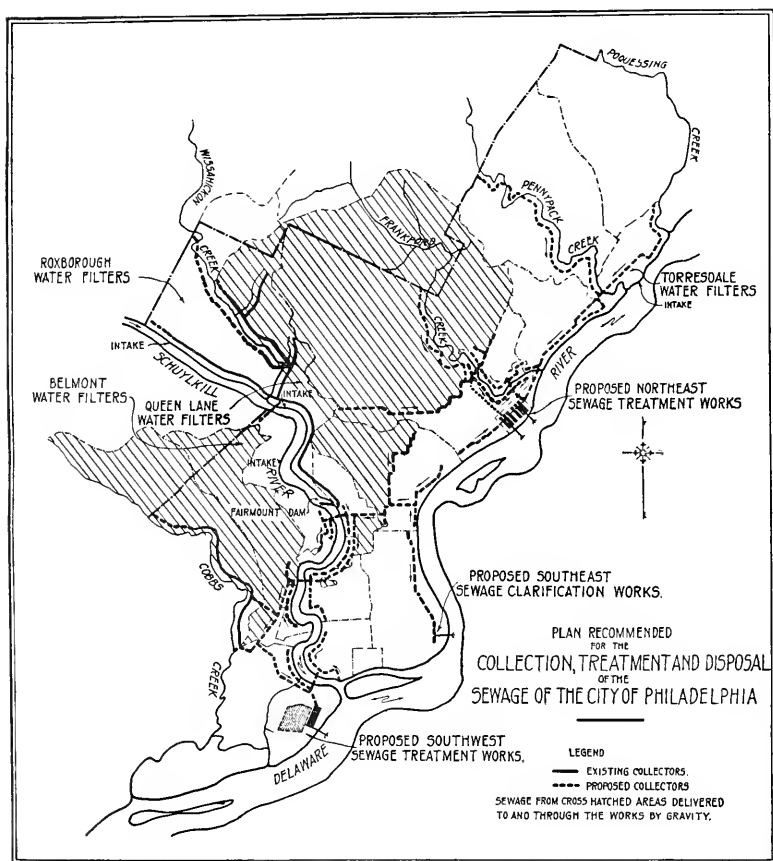 POQUESSING
CREEK
WISSAHICKON
CREEK
PENNYPACK
CREEK
FRANKFORD
CREEK
ROXBOROUGH
WATER FILTERS
TORRESDALE
WATER FILTERS
INTAKE
INTAKE
SCHUYLKILL
RIVER
BELMONT
WATER FILTERS
QUEEN LANE
WATER FILTERS
INTAKE
RIVER
PROPOSED NORTHEAST
SEWAGE TREATMENT WORKS
INTAKE
FAIRMOUNT DAM
COBBS
CREEK
PROPOSED SOUTHEAST
SEWAGE CLARIFICATION WORKS.
PLAN RECOMMENDED
FOR THE
COLLECTION, TREATMENT AND DISPOSAL
OF THE
SEWAGE OF THE CITY OF PHILADELPHIA
PROPOSED SOUTHWEST
SEWAGE TREATMENT WORKS.
DELAWARE
LEGEND
EXISTING COLLECTORS.
PROPOSED COLLECTORS
SEWAGE FROM CROSS HATCHED AREAS DELIVERED
TO AND THROUGH THE WORKS BY GRAVITY.